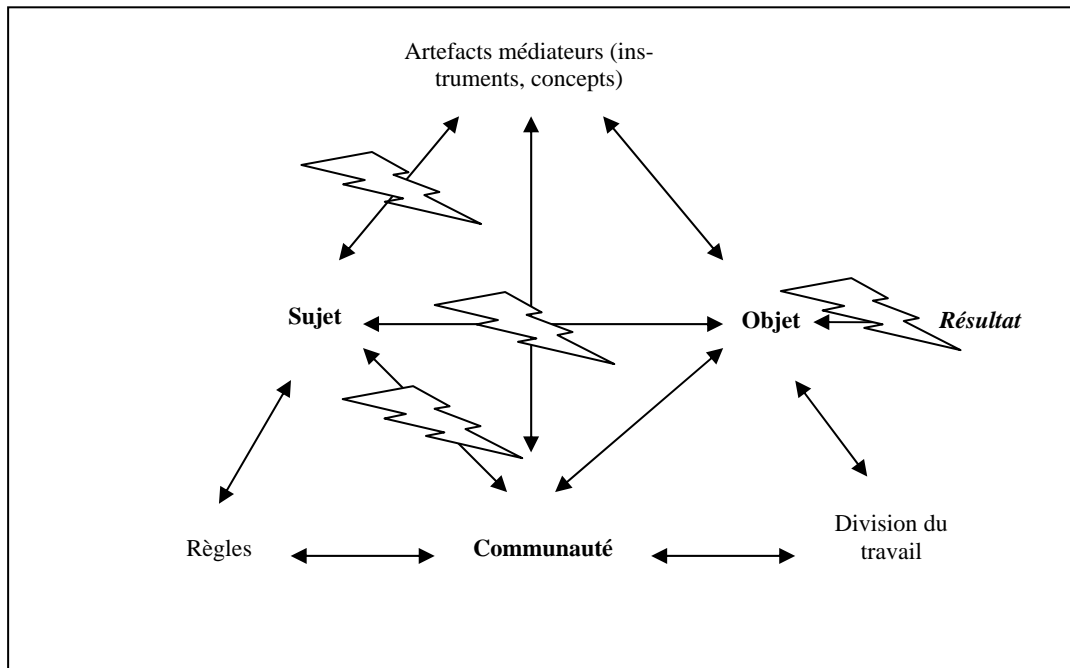 Artefacts médiateurs (ins-
truments, concepts)
Sujet
Objet
Résultat
Règles
Communauté
Division du
travail